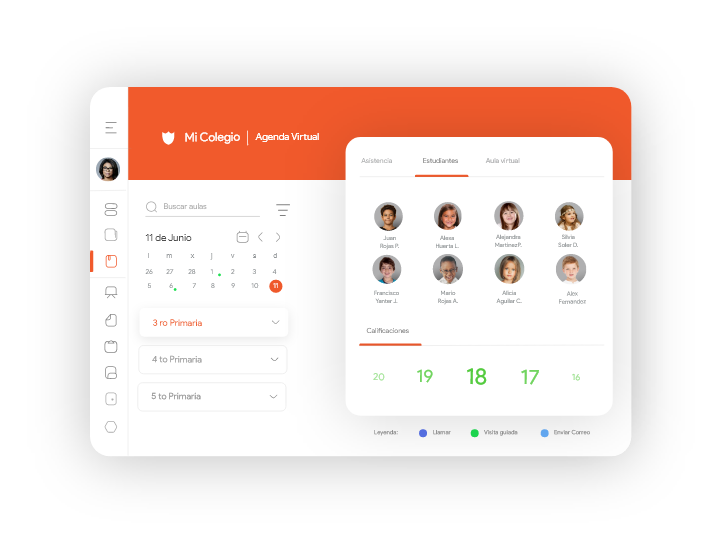 Mi Colegio | Agenda Virtual
Asistencia Estudiantes Aula virtual
Buscar aulas
11 de Junio
l m x j v s d
26 27 28 1 2 3 4
5 6 7 8 9 10 11
3 ro Primaria
4 to Primaria
5 to Primaria
Juan
Rojas P.
Alexa
Huerta L.
Alejandra
Martinez P.
Silvia
Soler O.
Francisco
Yanter J.
Mario
Rojas A.
Alicia
Aguilar C.
Alex
Fernandez
Calificaciones
20 19 18 17 16
Leyenda: Llamar Visita guiada Enviar Correo